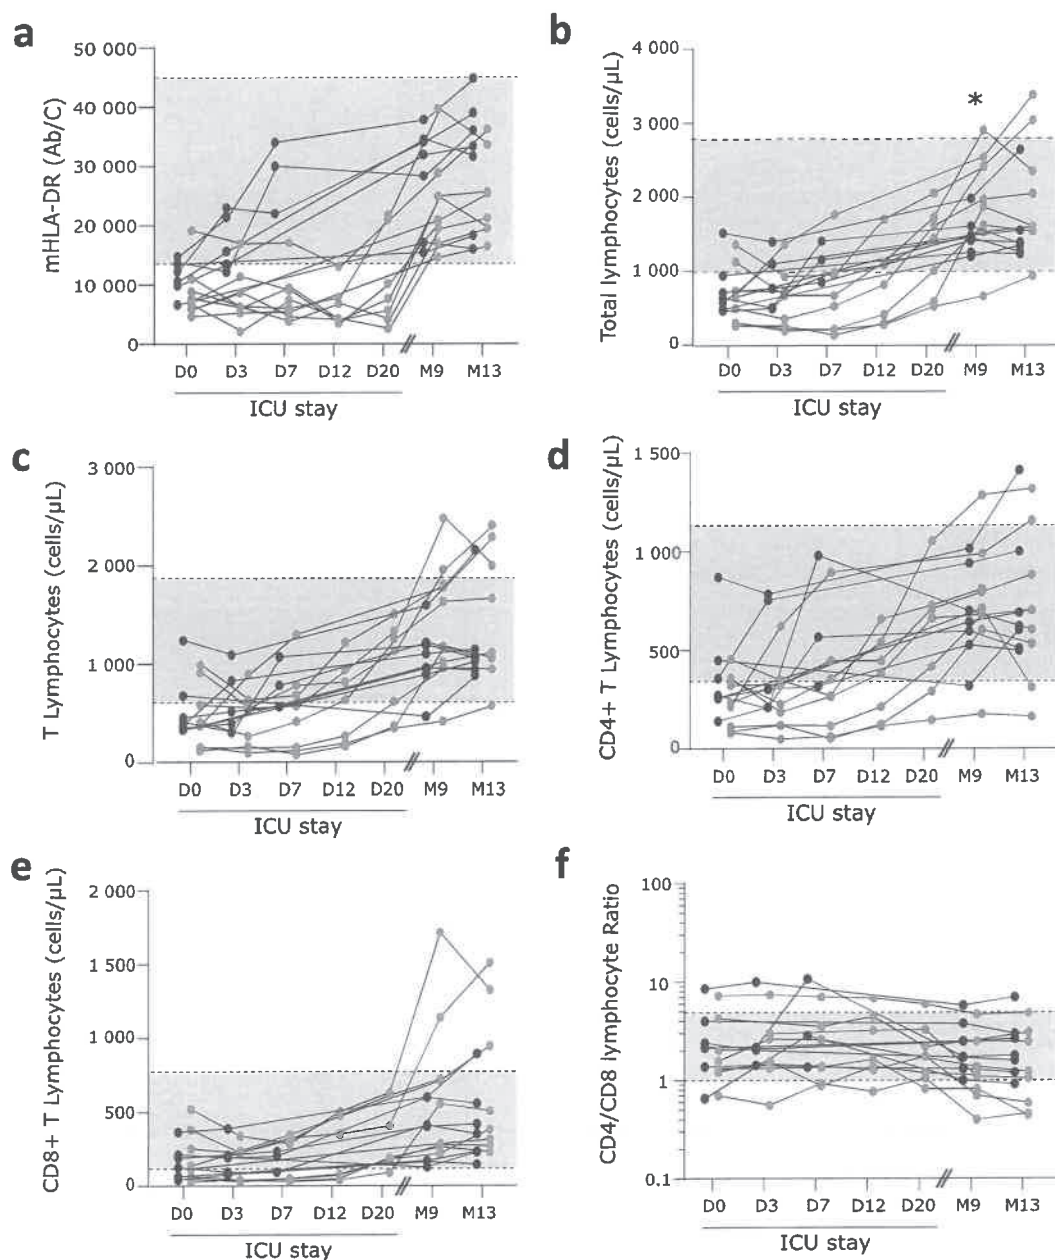 a
mHLA-DR (Ab/C)
50 000
40 000
30 000
20 000
10 000
0
D0 D3 D7 D12 D20 M9 M13
ICU stay
b
Total lymphocytes (cells/µL)
4 000
3 000
2 000
1 000
0
*
D0 D3 D7 D12 D20 M9 M13
ICU stay
c
T Lymphocytes (cells/µL)
3 000
2 000
1 000
0
D0 D3 D7 D12 D20 M9 M13
ICU stay
d
CD4+ T Lymphocytes (cells/µL)
1 500
1 000
500
0
D0 D3 D7 D12 D20 M9 M13
ICU stay
e
CD8+ T Lymphocytes (cells/µL)
2 000
1 500
1 000
500
0
D0 D3 D7 D12 D20 M9 M13
ICU stay
f
CD4/CD8 lymphocyte Ratio
100
10
1
0.1
D0 D3 D7 D12 D20 M9 M13
ICU stay